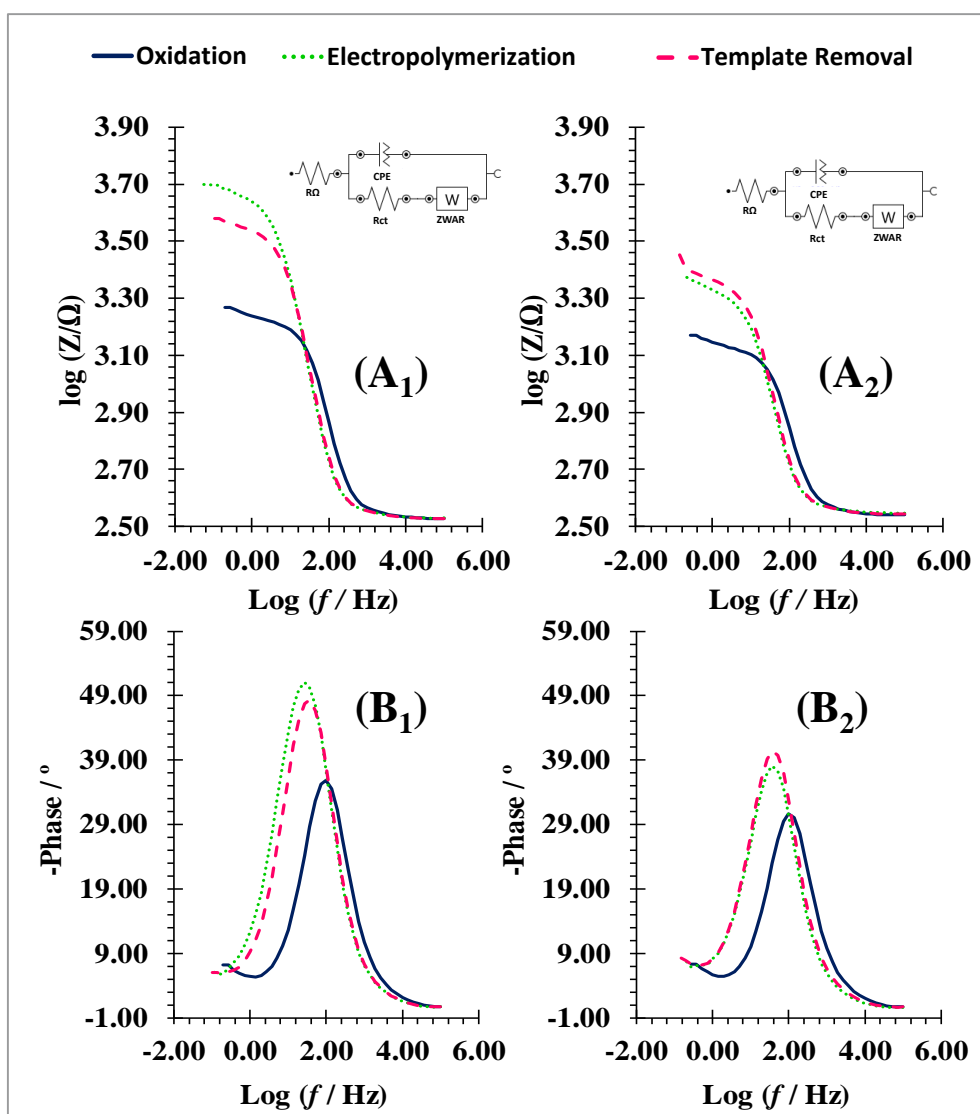 Oxidation Electropolymerization Template Removal
3.90
3.70
3.50
3.30
3.10
2.90
2.70
2.50
log (Z/Ω)
-2.00 0.00 2.00 4.00 6.00
Log (f / Hz)
RΩ CPE Rct W ZWAR
(A1)
3.90
3.70
3.50
3.30
3.10
2.90
2.70
2.50
log (Z/Ω)
-2.00 0.00 2.00 4.00 6.00
Log (f / Hz)
RΩ CPE Rct W ZWAR
(A2)
59.00
49.00
39.00
29.00
19.00
9.00
-1.00
-Phase / º
-2.00 0.00 2.00 4.00 6.00
Log (f / Hz)
(B1)
59.00
49.00
39.00
29.00
19.00
9.00
-1.00
-Phase / º
-2.00 0.00 2.00 4.00 6.00
Log (f / Hz)
(B2)